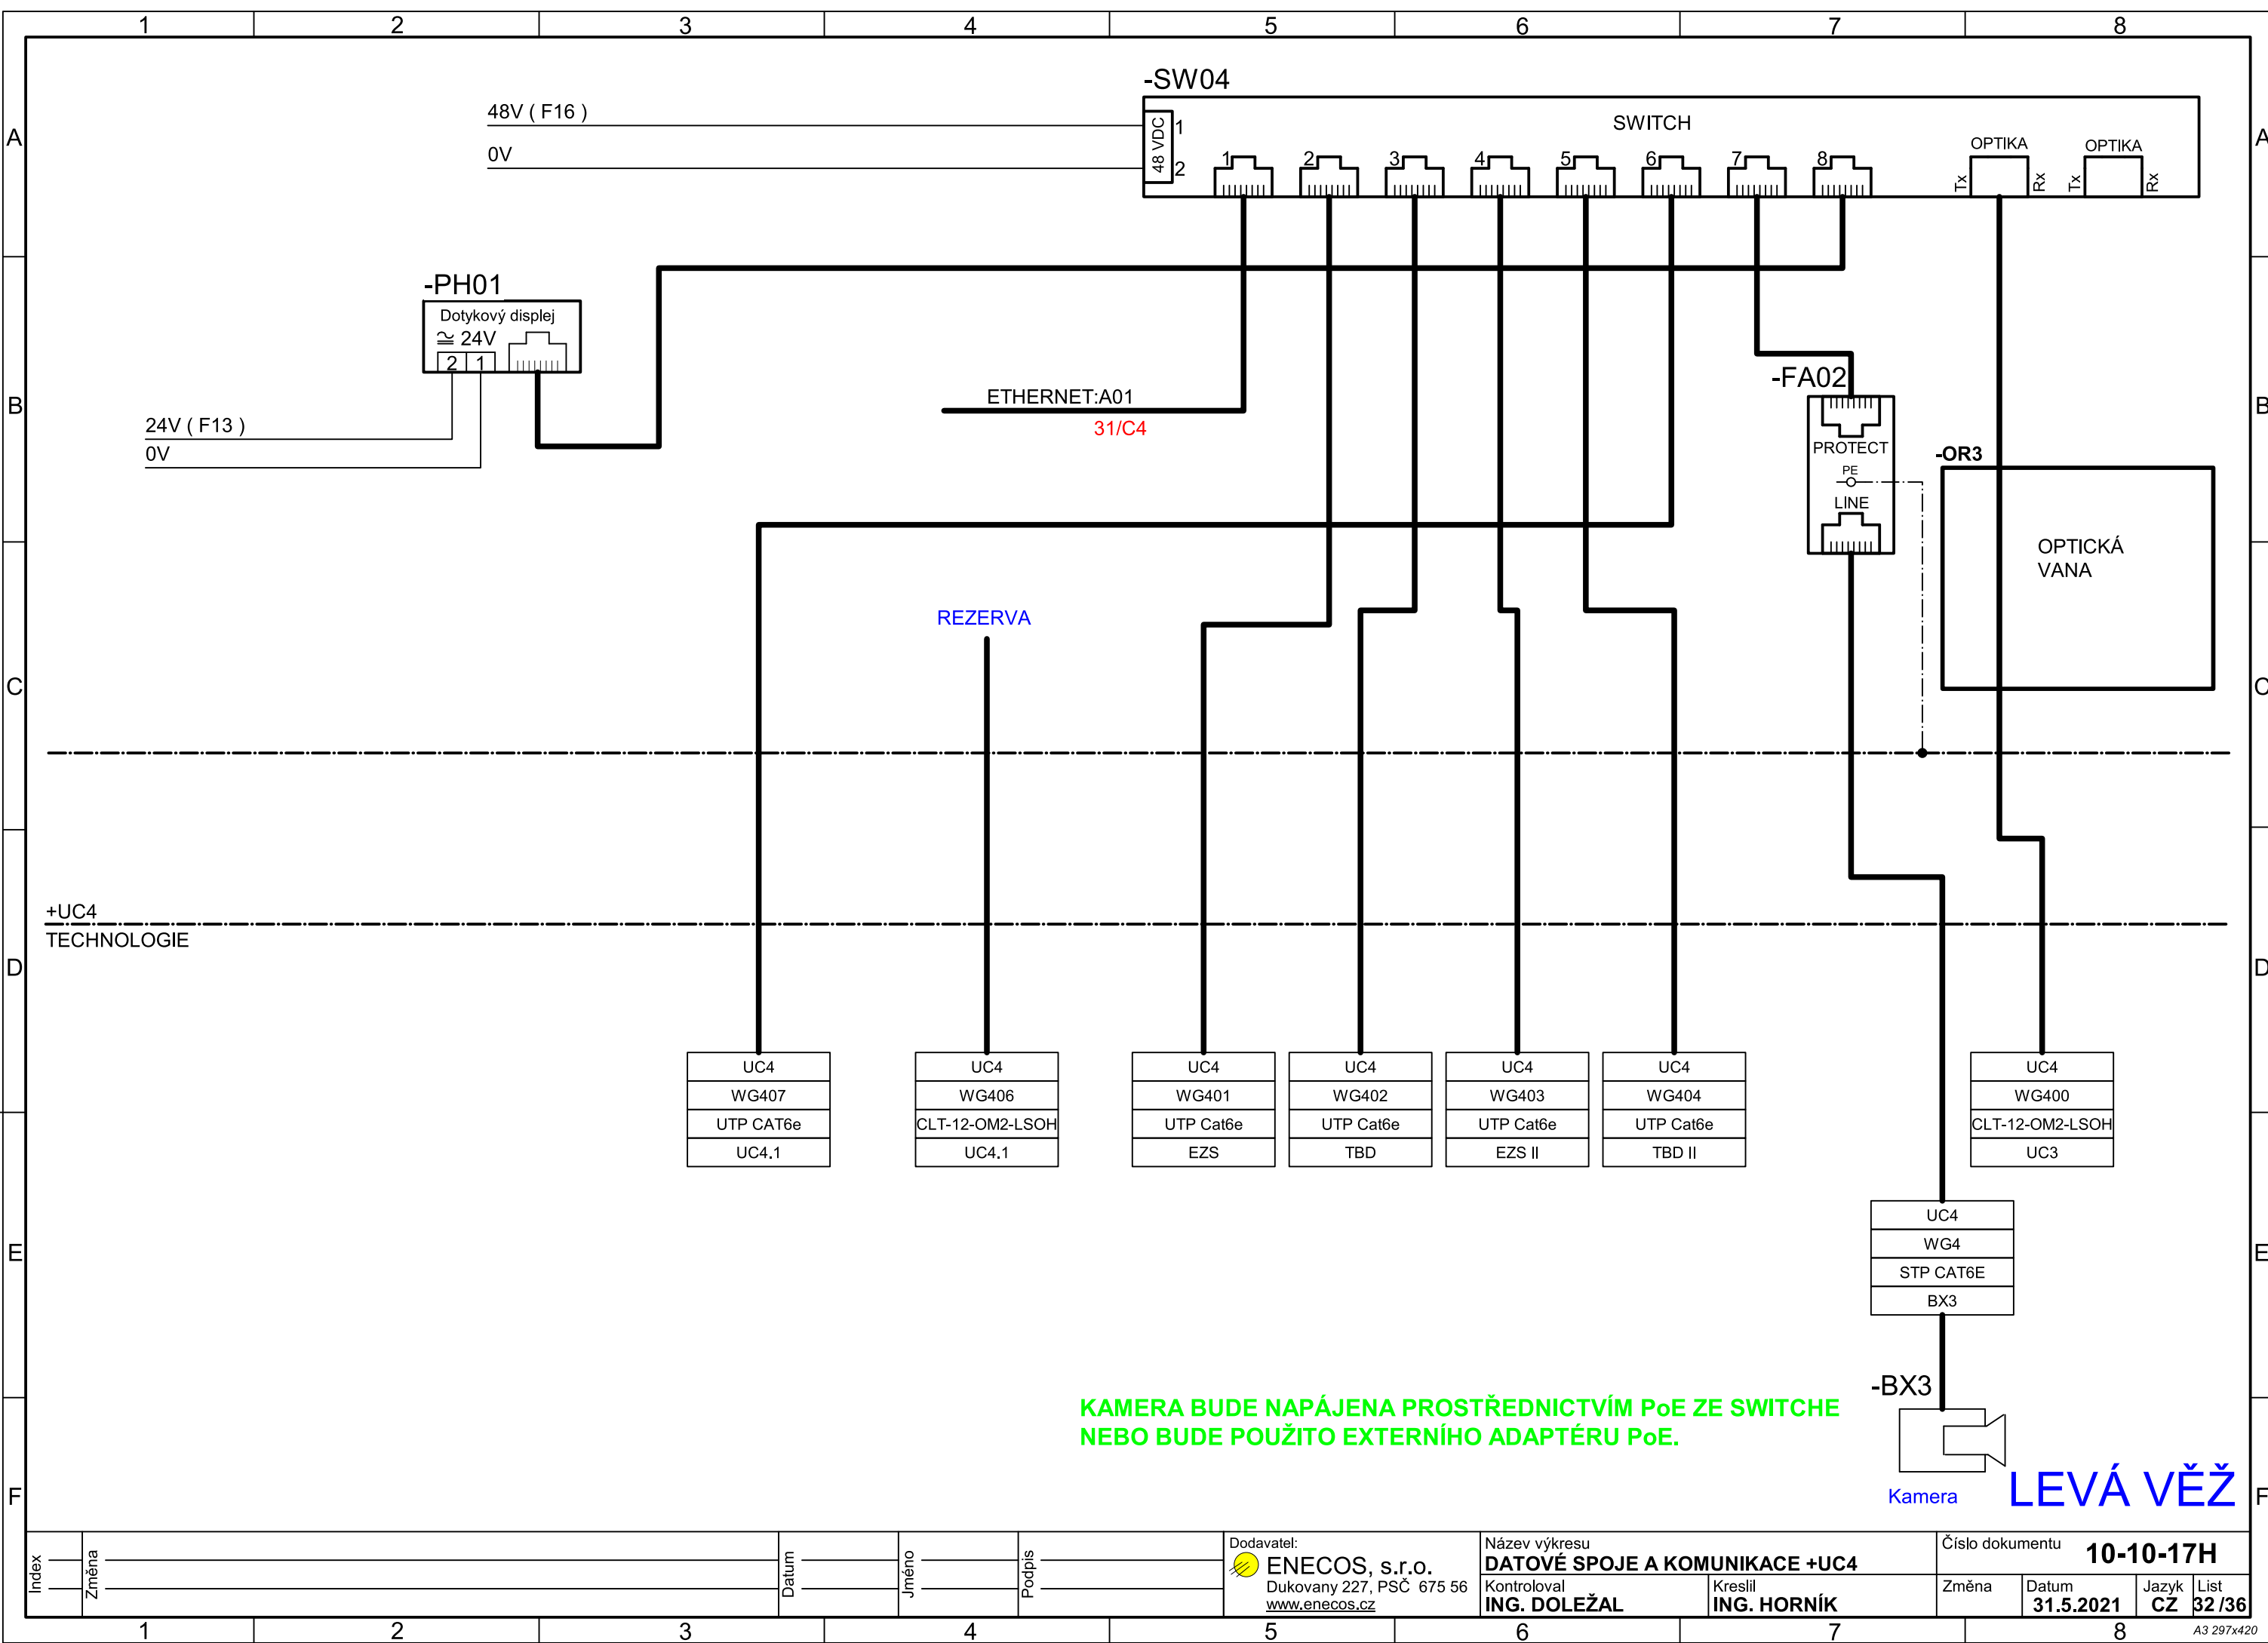 1 2 3 4 5 6 7 8
-SW04
48V ( F16 )
0V
48 VDC
1
2
SWITCH
1 2 3 4 5 6 7 8
OPTIKA
Tx
Rx
OPTIKA
Tx
Rx
A
A
-PH01
Dotykový displej
≃ 24V
2 1
24V ( F13 )
0V
ETHERNET:A01
31/C4
-FA02
PROTECT
PE
LINE
-OR3
OPTICKÁ
VANA
B
B
REZERVA
C
C
+UC4
TECHNOLOGIE
D
D
UC4
WG407
UTP CAT6e
UC4.1
UC4
WG406
CLT-12-OM2-LSOH
UC4.1
UC4
WG401
UTP Cat6e
EZS
UC4
WG402
UTP Cat6e
TBD
UC4
WG403
UTP Cat6e
EZS II
UC4
WG404
UTP Cat6e
TBD II
UC4
WG400
CLT-12-OM2-LSOH
UC3
UC4
WG4
STP CAT6E
BX3
E
E
-BX3
KAMERA BUDE NAPÁJENA PROSTŘEDNICTVÍM PoE ZE SWITCHE
NEBO BUDE POUŽITO EXTERNÍHO ADAPTÉRU PoE.
Kamera
LEVÁ VĚŽ
F
F
Index
Změna
Datum
Jméno
Podpis
Dodavatel:
ENECOS, s.r.o.
Dukovany 227, PSČ 675 56
www.enecos.cz
Název výkresu
DATOVÉ SPOJE A KOMUNIKACE +UC4
Kontroloval
ING. DOLEŽAL
Kreslil
ING. HORNÍK
Číslo dokumentu
10-10-17H
Změna
Datum
31.5.2021
Jazyk
CZ
List
32 /36
1 2 3 4 5 6 7 8
A3 297x420